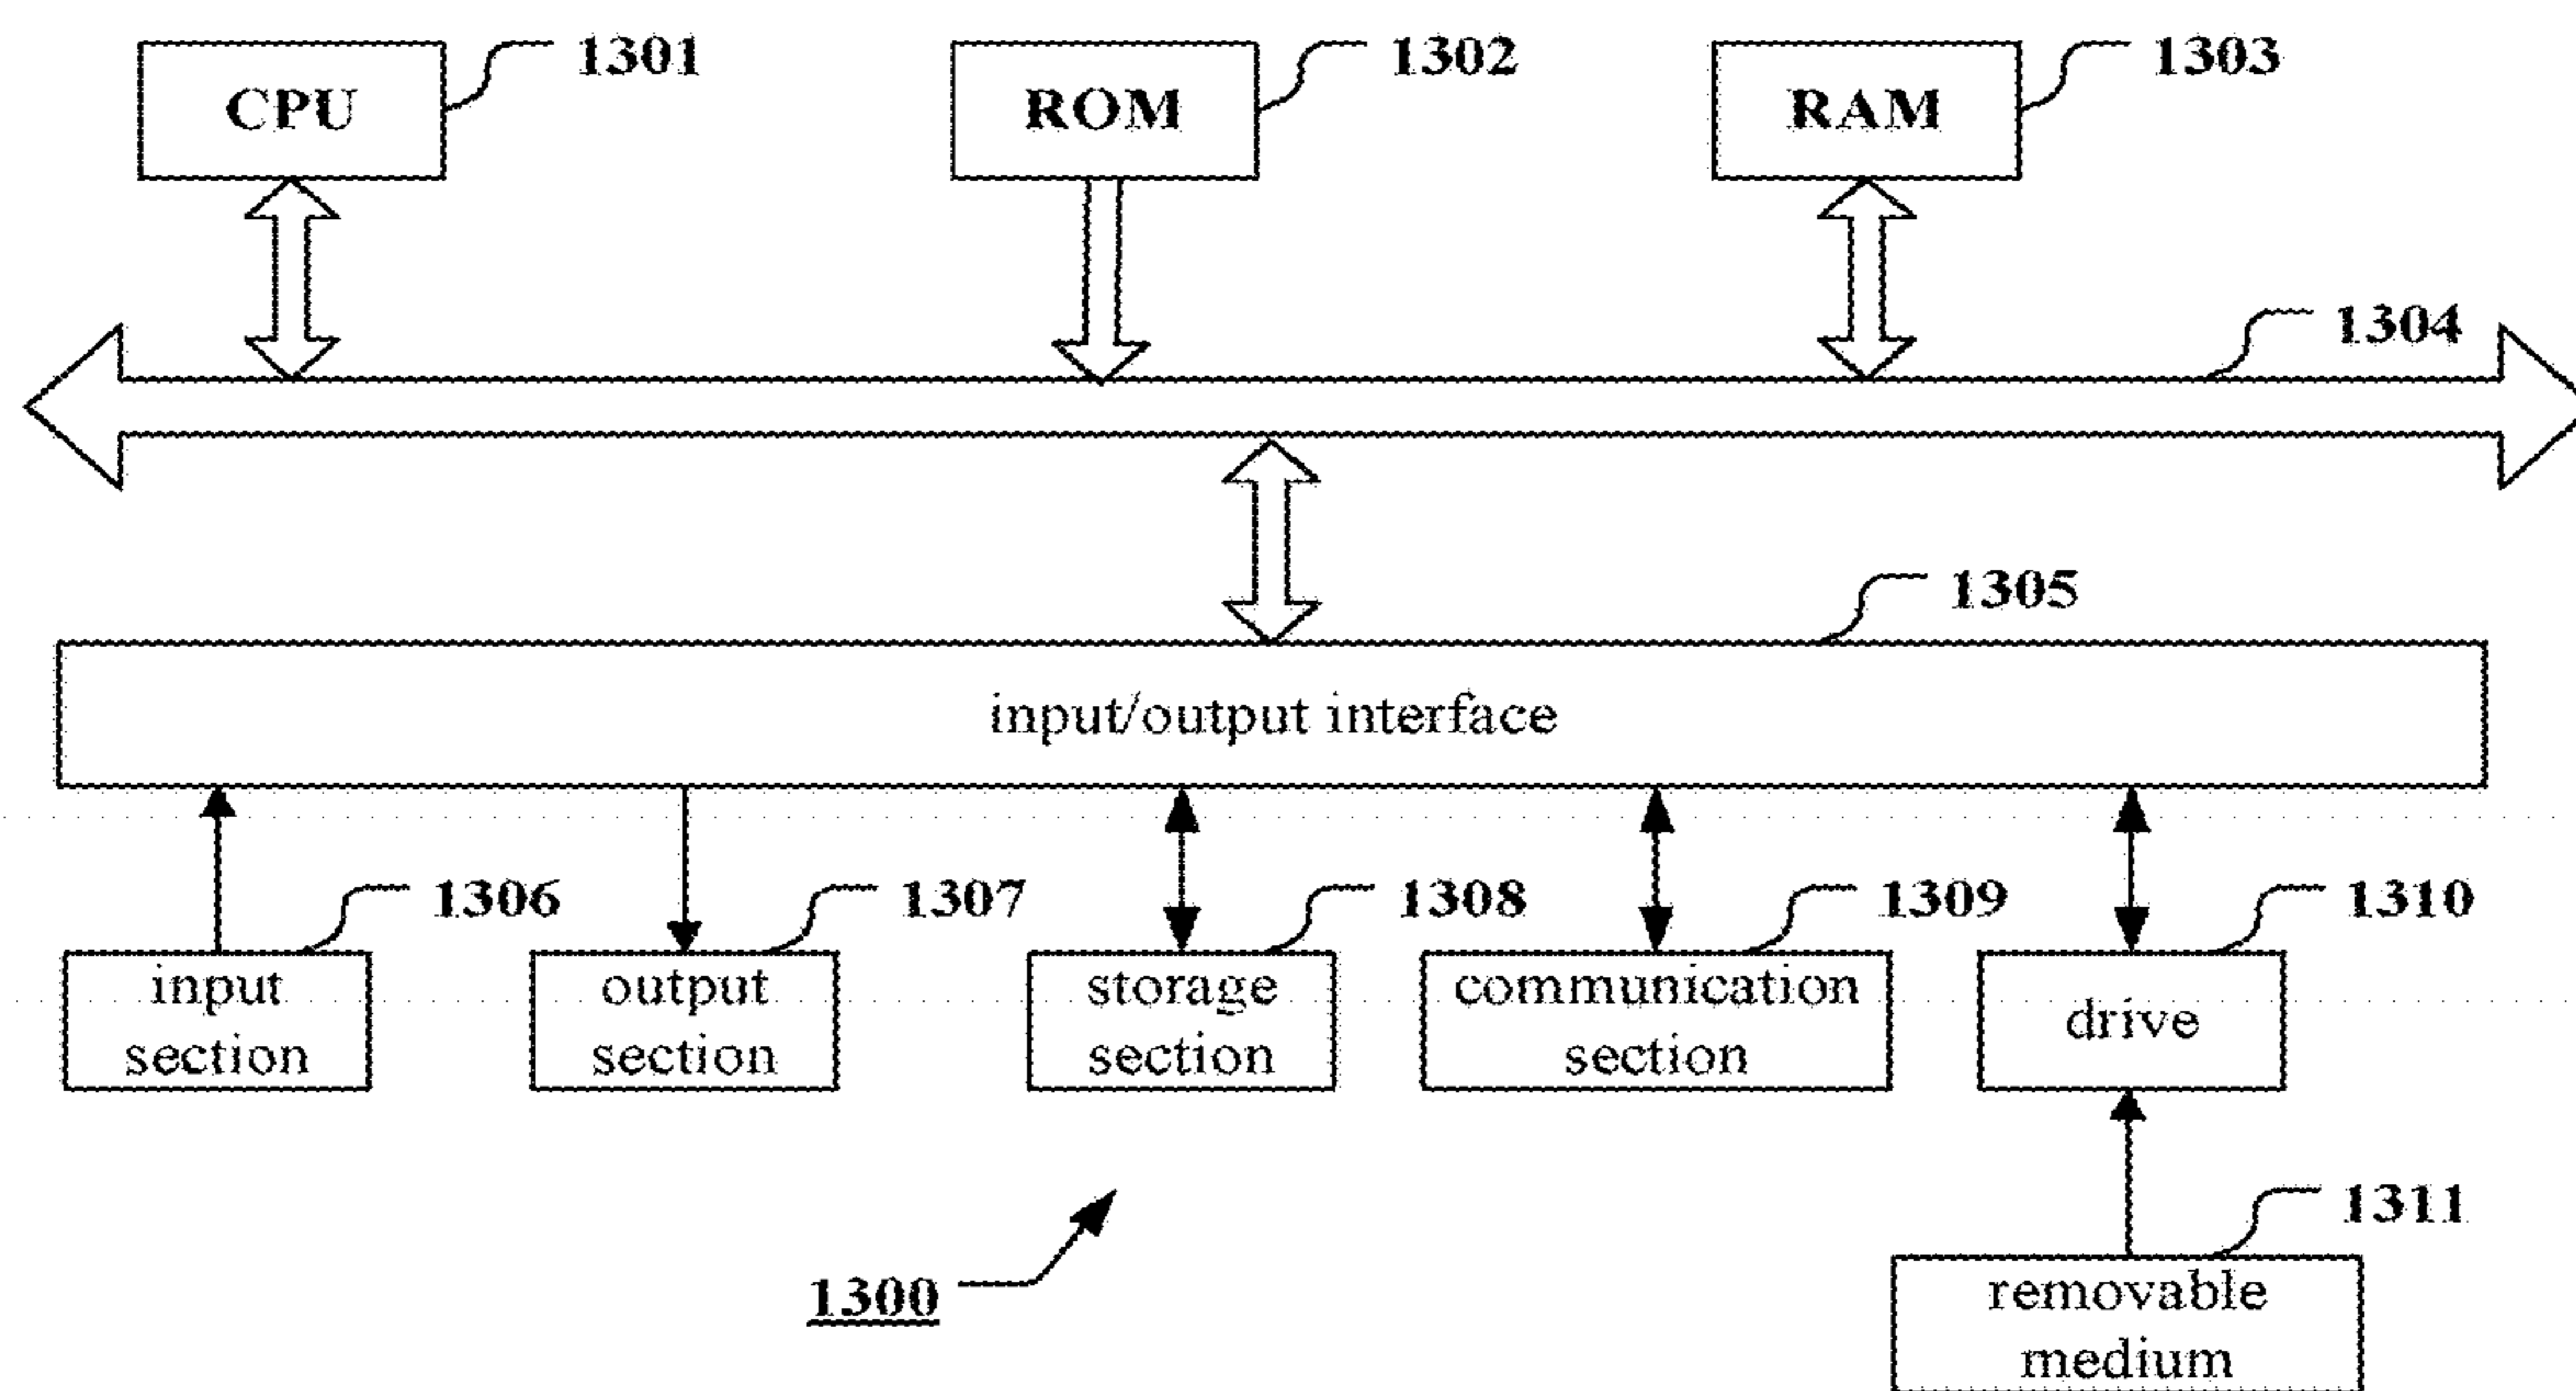 CPU 1301
ROM 1302
RAM 1303
1304
1305
input/output interface
1306
1307
1308
1309
1310
input
section
output
section
storage
section
communication
section
drive
1311
1300
removable
medium